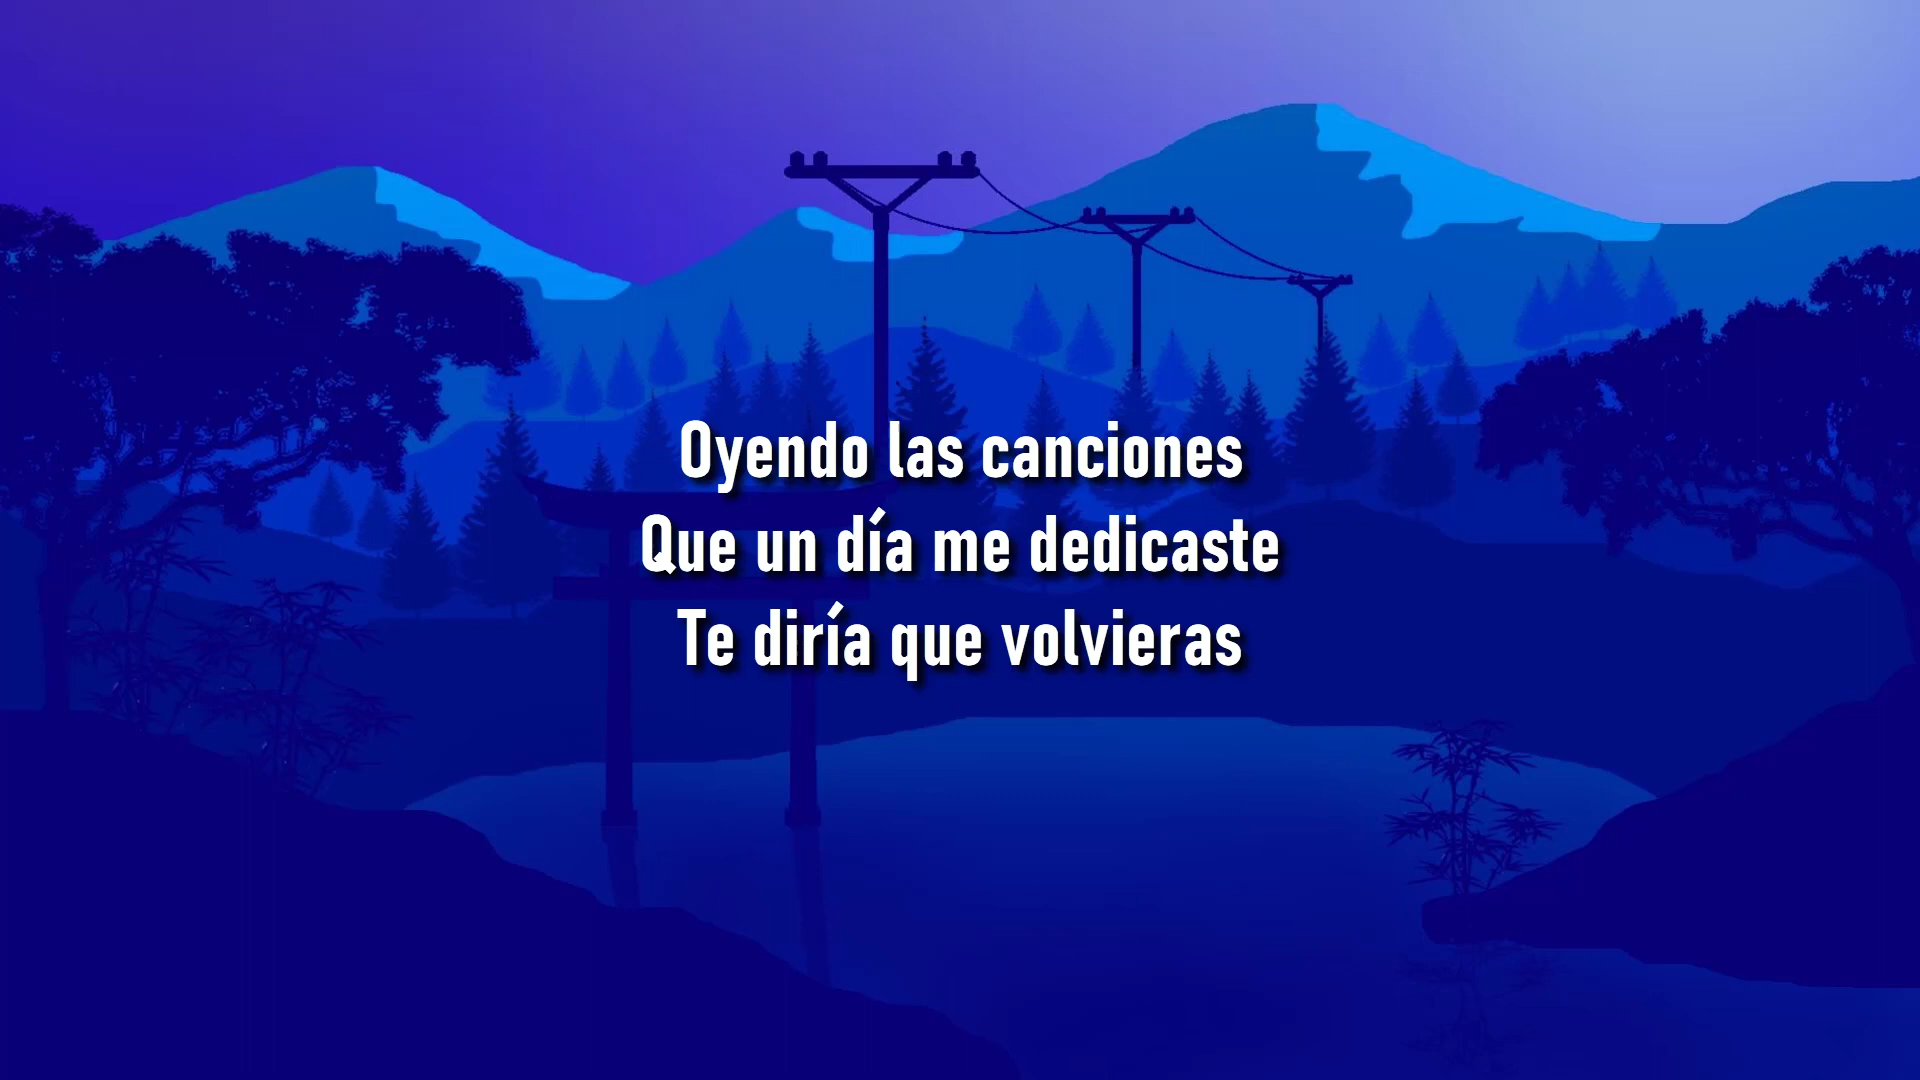 Oyendo las canciones
Que un día me dedicaste
Te diría que volvieras